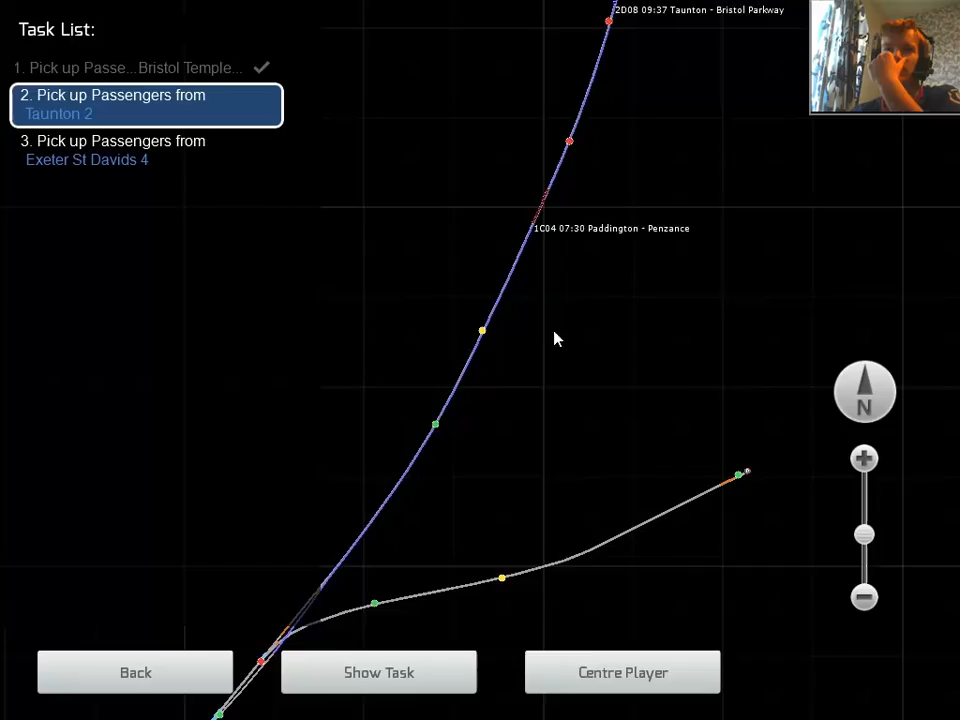 2D08 09:37 Taunton - Bristol Parkway
Task List:
1. Pick up Passe...Bristol Temple...
2. Pick up Passengers from
Taunton 2
3. Pick up Passengers from
Exeter St Davids 4
1C04 07:30 Paddington - Penzance
N
Back
Show Task
Centre Player